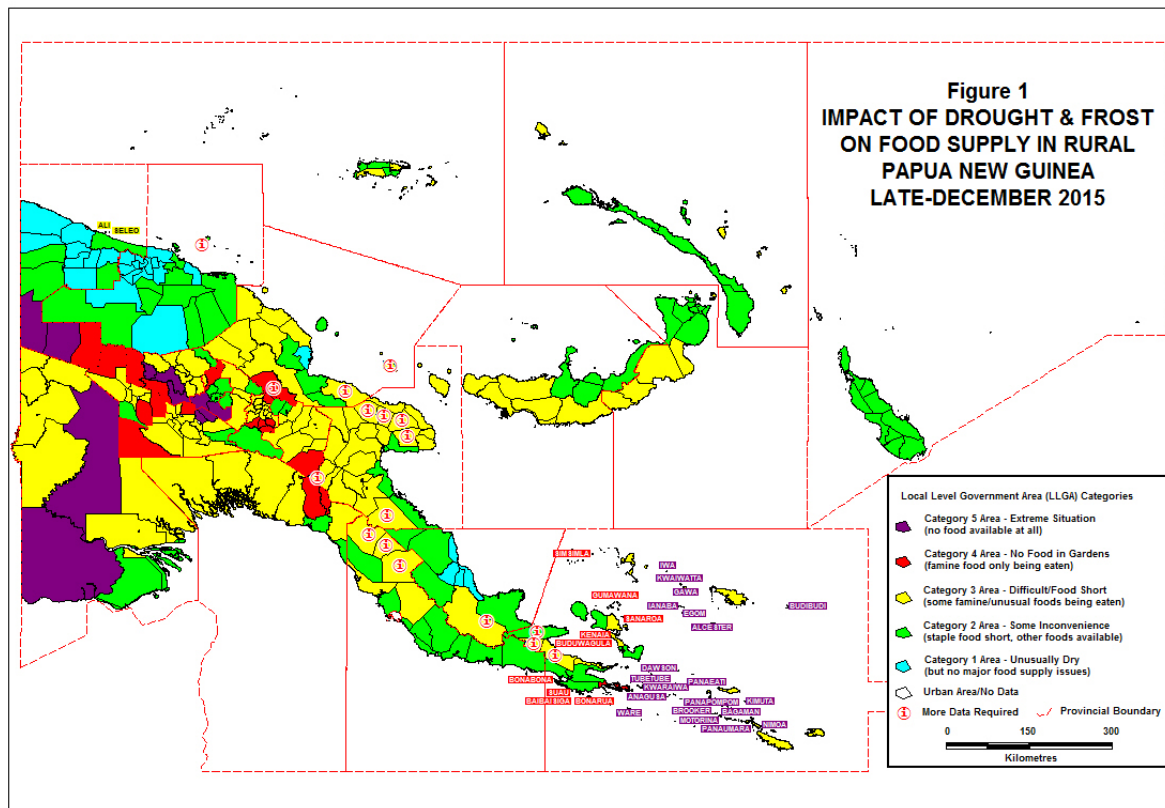 Figure 1
IMPACT OF DROUGHT & FROST
ON FOOD SUPPLY IN RURAL
PAPUA NEW GUINEA
LATE-DECEMBER 2015
ALI
SELEO
SIMSIMLA
IWA
KWAIWATTA
GUMAWANA
GAWA
IANABA
EGOM
BUDIBUDI
SANAROA
ALCESTER
KENAIA
BUDUWAGULA
DAWSON
BONABONA
TUBETUBE
PANAEATI
KWARAIWA
SUAU
ANAGUSA
BAIBAISIGA
BONARUA
PANAPOMPOM
KIMUTA
WARE
BROOKER
BAGAMAN
MOTORINA
NIMOA
PANAUMARA
Local Level Government Area (LLGA) Categories
Category 5 Area - Extreme Situation
(no food available at all)
Category 4 Area - No Food in Gardens
(famine food only being eaten)
Category 3 Area - Difficult/Food Short
(some famine/unusual foods being eaten)
Category 2 Area - Some Inconvenience
(staple food short, other foods available)
Category 1 Area - Unusually Dry
(but no major food supply issues)
Urban Area/No Data
i More Data Required
Provincial Boundary
0 150 300
Kilometres